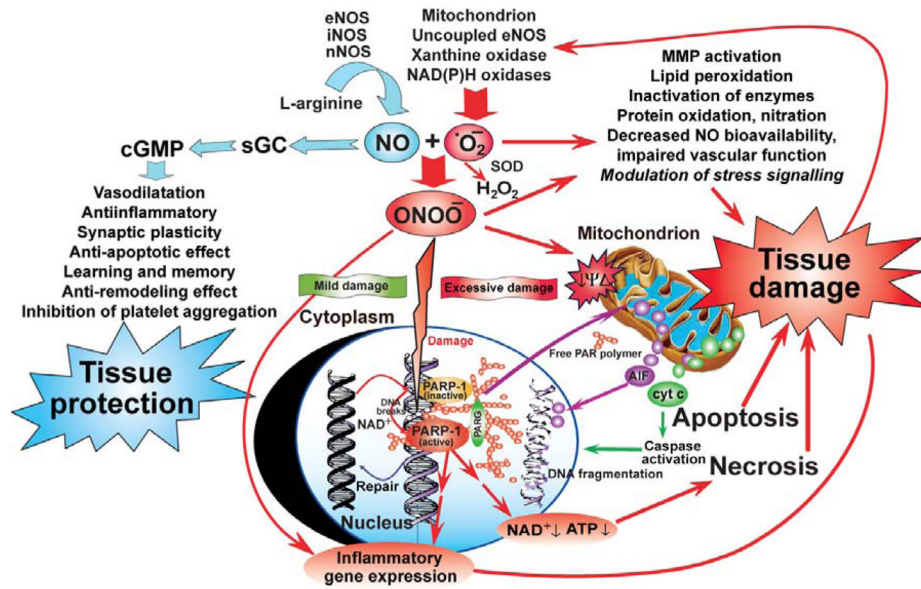 eNOS
iNOS
nNOS
L-arginine
Mitochondrion
Uncoupled eNOS
Xanthine oxidase
NAD(P)H oxidases
MMP activation
Lipid peroxidation
Inactivation of enzymes
Protein oxidation, nitration
Decreased NO bioavailability,
impaired vascular function
Modulation of stress signalling
cGMP
sGC
NO
+
•O₂⁻
SOD
H₂O₂
ONOO⁻
Vasodilatation
Antiinflammatory
Synaptic plasticity
Anti-apoptotic effect
Learning and memory
Anti-remodeling effect
Inhibition of platelet aggregation
Tissue
protection
Mild damage
Excessive damage
Mitochondrion
↓ΨΔ
Tissue
damage
Cytoplasm
Damage
Free PAR polymer
PARP-1
(inactive)
DNA
breaks
NAD⁺
PARP-1
(active)
PARG
AIF
cyt c
Apoptosis
Caspase
activation
DNA fragmentation
Necrosis
Repair
Nucleus
NAD⁺↓ ATP↓
Inflammatory
gene expression